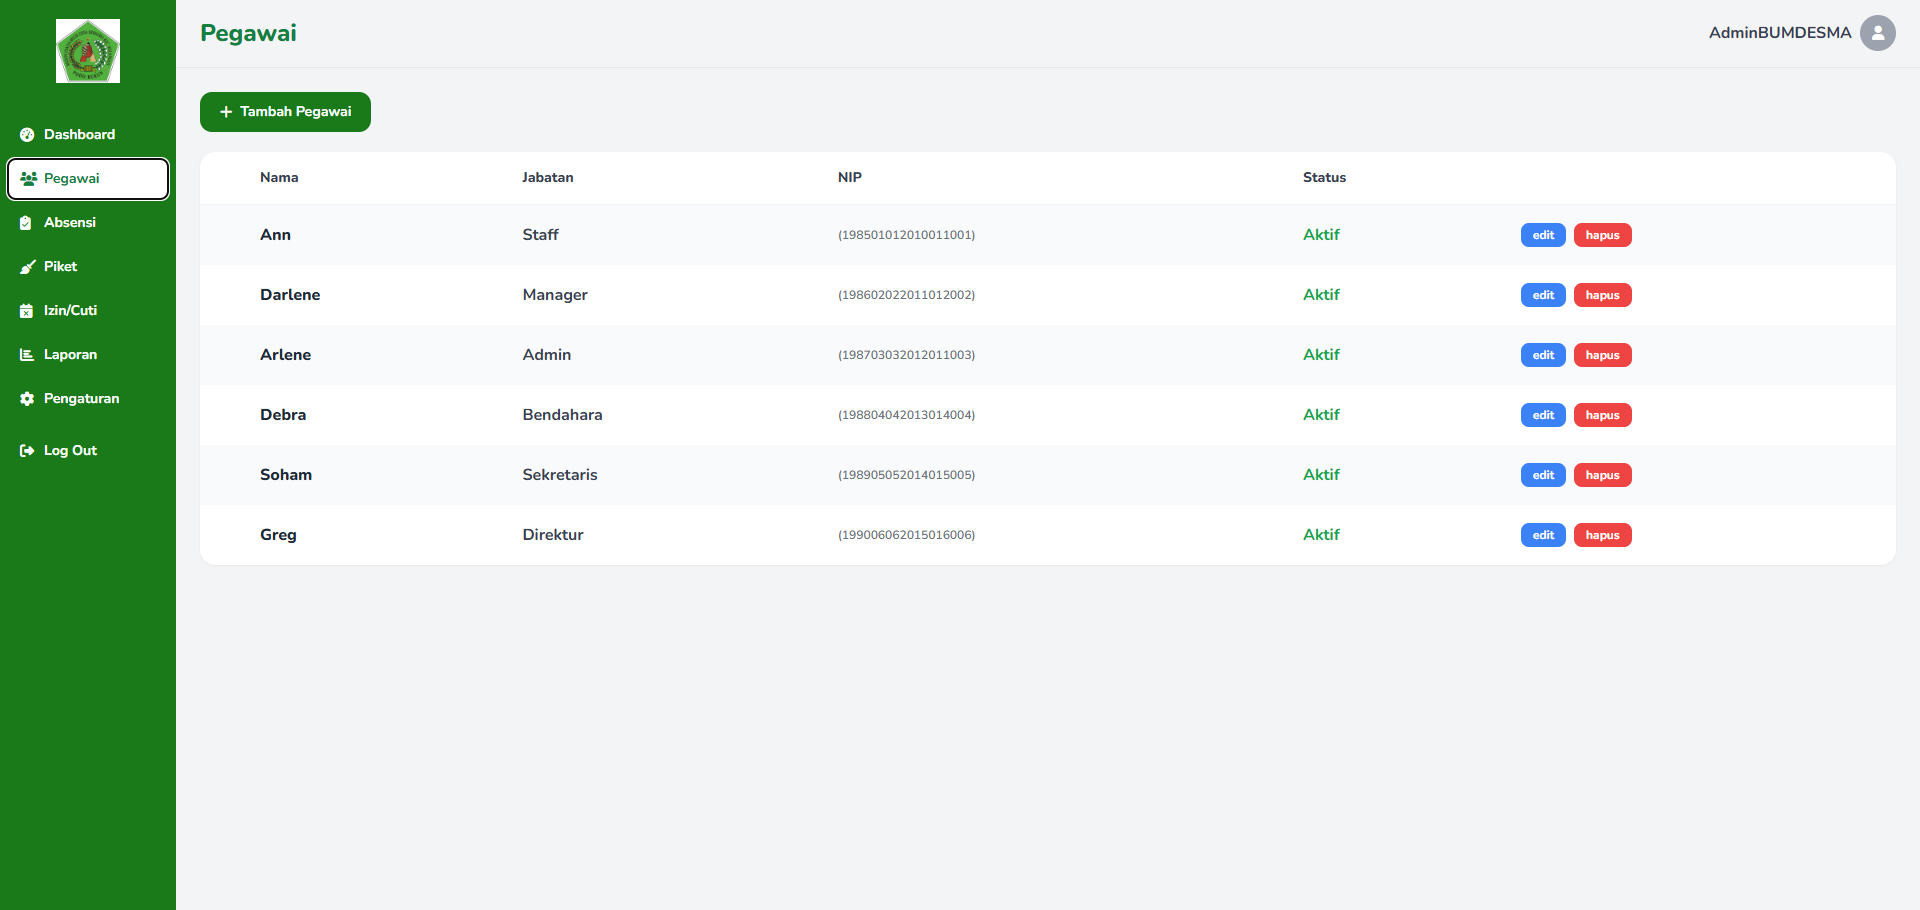 Pegawai
AdminBUMDESMA
Dashboard
Pegawai
Absensi
Piket
Izin/Cuti
Laporan
Pengaturan
Log Out
Tambah Pegawai
Nama Jabatan NIP Status
Ann Staff (198501012010011001) Aktif edit hapus
Darlene Manager (198602022011012002) Aktif edit hapus
Arlene Admin (198703032012011003) Aktif edit hapus
Debra Bendahara (198804042013014004) Aktif edit hapus
Soham Sekretaris (198905052014015005) Aktif edit hapus
Greg Direktur (199006062015016006) Aktif edit hapus